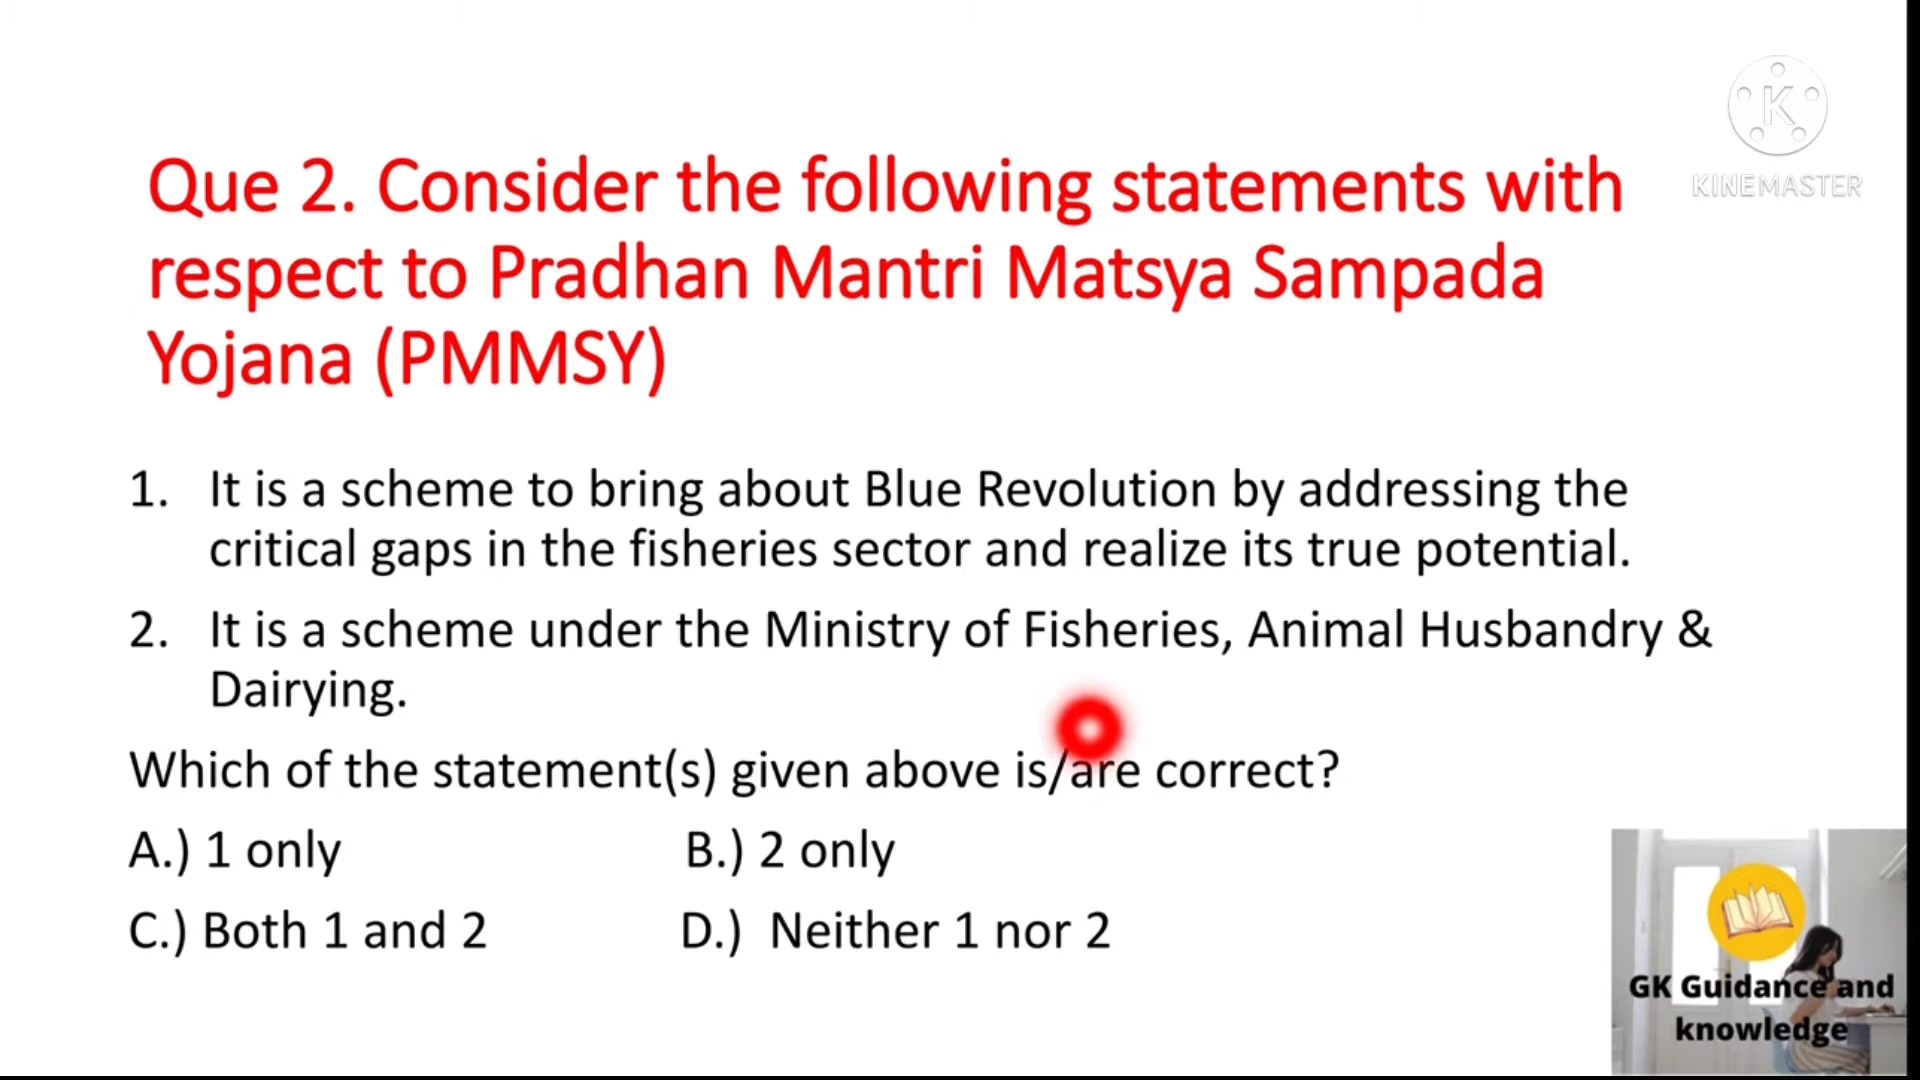 K
KINEMASTER
Que 2. Consider the following statements with
respect to Pradhan Mantri Matsya Sampada
Yojana (PMMSY)
1. It is a scheme to bring about Blue Revolution by addressing the
critical gaps in the fisheries sector and realize its true potential.
2. It is a scheme under the Ministry of Fisheries, Animal Husbandry &
Dairying.
Which of the statement(s) given above is/are correct?
A.) 1 only B.) 2 only
C.) Both 1 and 2 D.) Neither 1 nor 2
GK Guidance and
knowledge